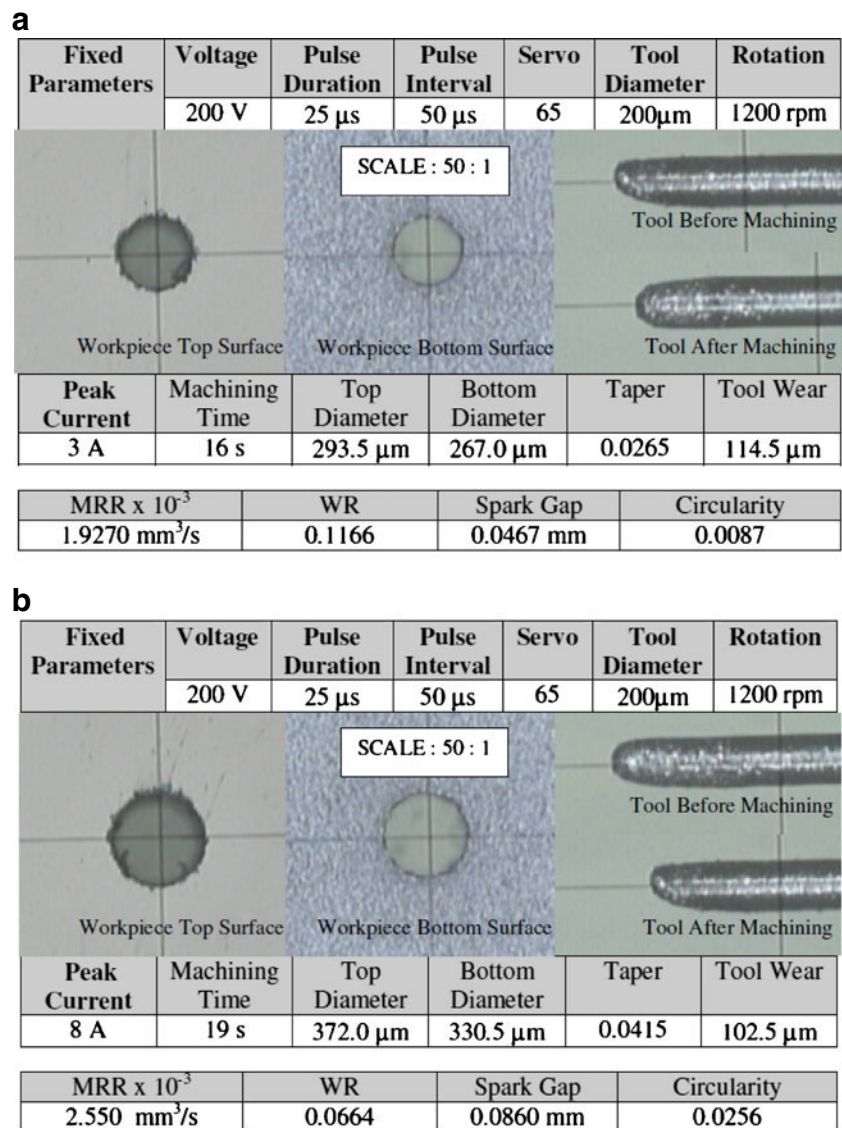 a
Fixed Parameters Voltage Pulse Duration Pulse Interval Servo Tool Diameter Rotation
200 V 25 µs 50 µs 65 200µm 1200 rpm
SCALE : 50 : 1
Tool Before Machining
Workpiece Top Surface Workpiece Bottom Surface Tool After Machining
Peak Current Machining Time Top Diameter Bottom Diameter Taper Tool Wear
3 A 16 s 293.5 µm 267.0 µm 0.0265 114.5 µm
MRR x 10⁻³ WR Spark Gap Circularity
1.9270 mm³/s 0.1166 0.0467 mm 0.0087
b
Fixed Parameters Voltage Pulse Duration Pulse Interval Servo Tool Diameter Rotation
200 V 25 µs 50 µs 65 200µm 1200 rpm
SCALE : 50 : 1
Tool Before Machining
Workpiece Top Surface Workpiece Bottom Surface Tool After Machining
Peak Current Machining Time Top Diameter Bottom Diameter Taper Tool Wear
8 A 19 s 372.0 µm 330.5 µm 0.0415 102.5 µm
MRR x 10⁻³ WR Spark Gap Circularity
2.550 mm³/s 0.0664 0.0860 mm 0.0256